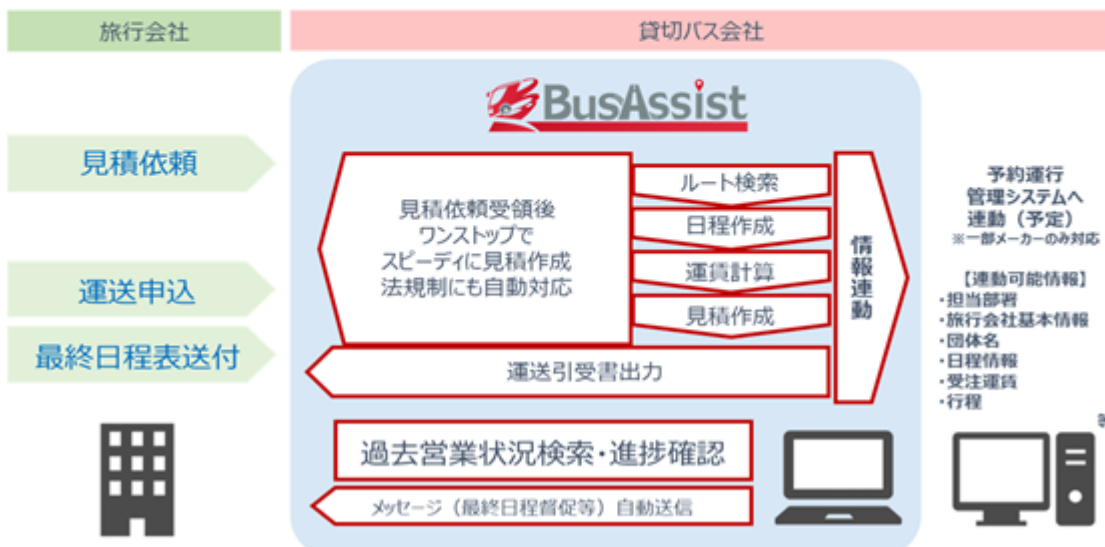 旅行会社
貸切バス会社
BusAssist
見積依頼
運送申込
最終日程表送付
見積依頼受領後
ワンストップで
スピーディに見積作成
法規制にも自動対応
ルート検索
日程作成
運賃計算
見積作成
情報連動
運送引受書出力
過去営業状況検索・進捗確認
メッセージ（最終日程督促等）自動送信
予約運行
管理システムへ
連動（予定）
※一部メーカーのみ対応
【連動可能情報】
・担当部署
・旅行会社基本情報
・団体名
・日程情報
・受注運賃
・行程
等